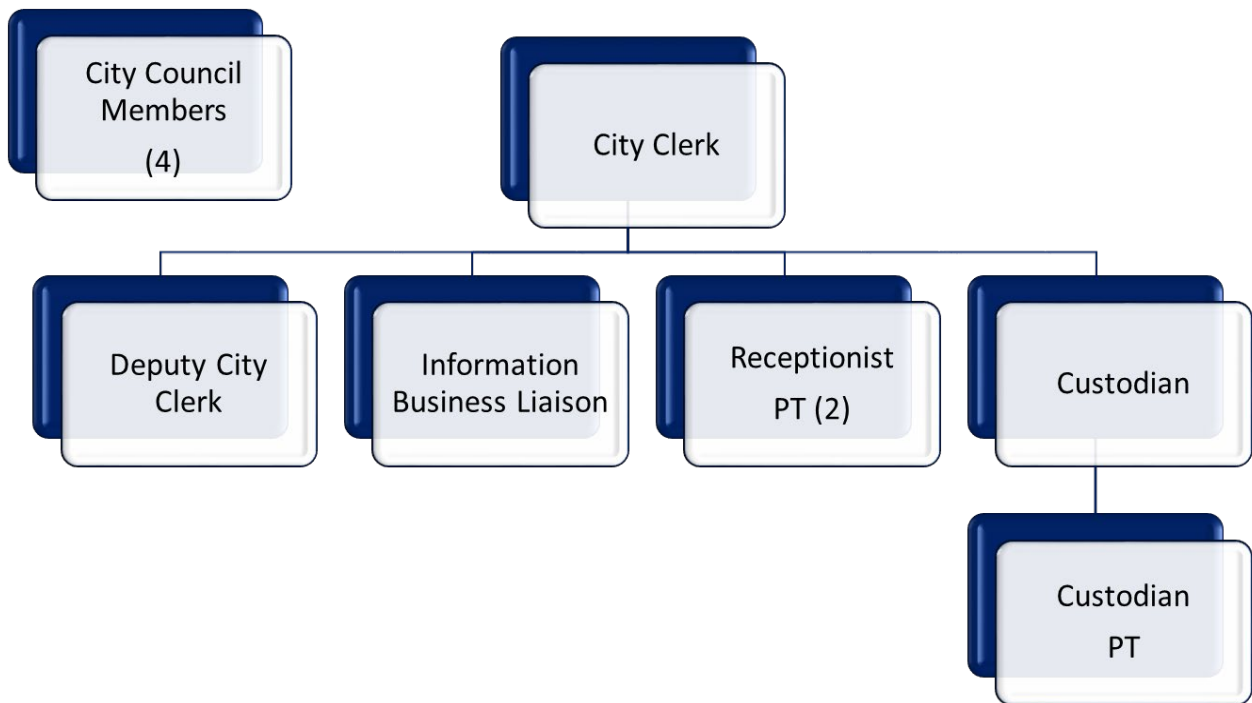 City Council
Members
(4)
City Clerk
Deputy City
Clerk
Information
Business Liaison
Receptionist
PT (2)
Custodian
Custodian
PT